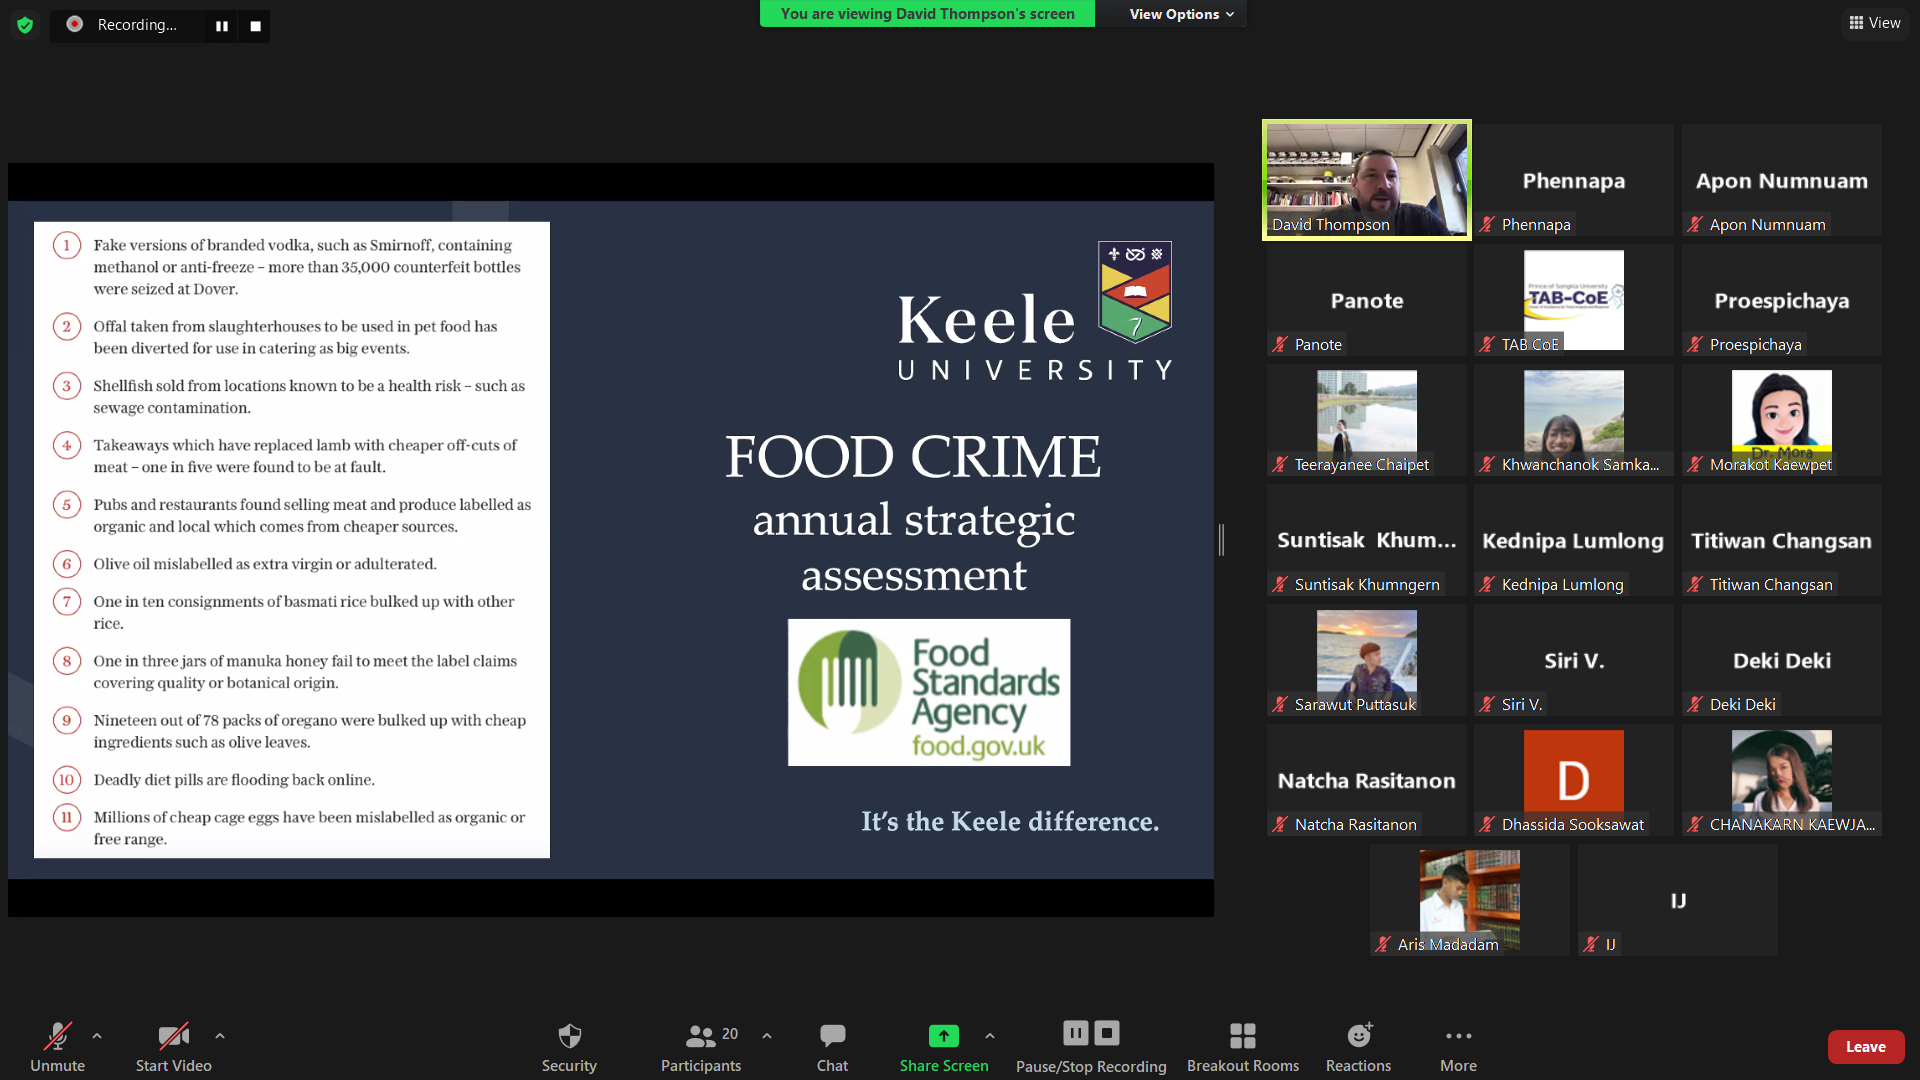 Recording...
You are viewing David Thompson's screen
View Options
View
1 Fake versions of branded vodka, such as Smirnoff, containing
methanol or anti-freeze – more than 35,000 counterfeit bottles
were seized at Dover.
2 Offal taken from slaughterhouses to be used in pet food has
been diverted for use in catering as big events.
3 Shellfish sold from locations known to be a health risk – such as
sewage contamination.
4 Takeaways which have replaced lamb with cheaper off-cuts of
meat – one in five were found to be at fault.
5 Pubs and restaurants found selling meat and produce labelled as
organic and local which comes from cheaper sources.
6 Olive oil mislabelled as extra virgin or adulterated.
7 One in ten consignments of basmati rice bulked up with other
rice.
8 One in three jars of manuka honey fail to meet the label claims
covering quality or botanical origin.
9 Nineteen out of 78 packs of oregano were bulked up with cheap
ingredients such as olive leaves.
10 Deadly diet pills are flooding back online.
11 Millions of cheap cage eggs have been mislabelled as organic or
free range.
Keele
UNIVERSITY
FOOD CRIME
annual strategic
assessment
Food
Standards
Agency
food.gov.uk
It's the Keele difference.
David Thompson
Phennapa
Phennapa
Apon Numnuam
Apon Numnuam
Panote
Panote
Prince of Songkla University
TAB-CoE
TAB CoE
Proespichaya
Proespichaya
Teerayanee Chaipet
Khwanchanok Samka...
Dr. Mora
Morakot Kaewpet
Suntisak Khum...
Suntisak Khumngern
Kednipa Lumlong
Kednipa Lumlong
Titiwan Changsan
Titiwan Changsan
Sarawut Puttasuk
Siri V.
Siri V.
Deki Deki
Deki Deki
Natcha Rasitanon
Natcha Rasitanon
D
Dhassida Sooksawat
CHANAKARN KAEWJA...
Aris Madadam
IJ
IJ
Unmute
Start Video
Security
20
Participants
Chat
Share Screen
Pause/Stop Recording
Breakout Rooms
Reactions
More
Leave